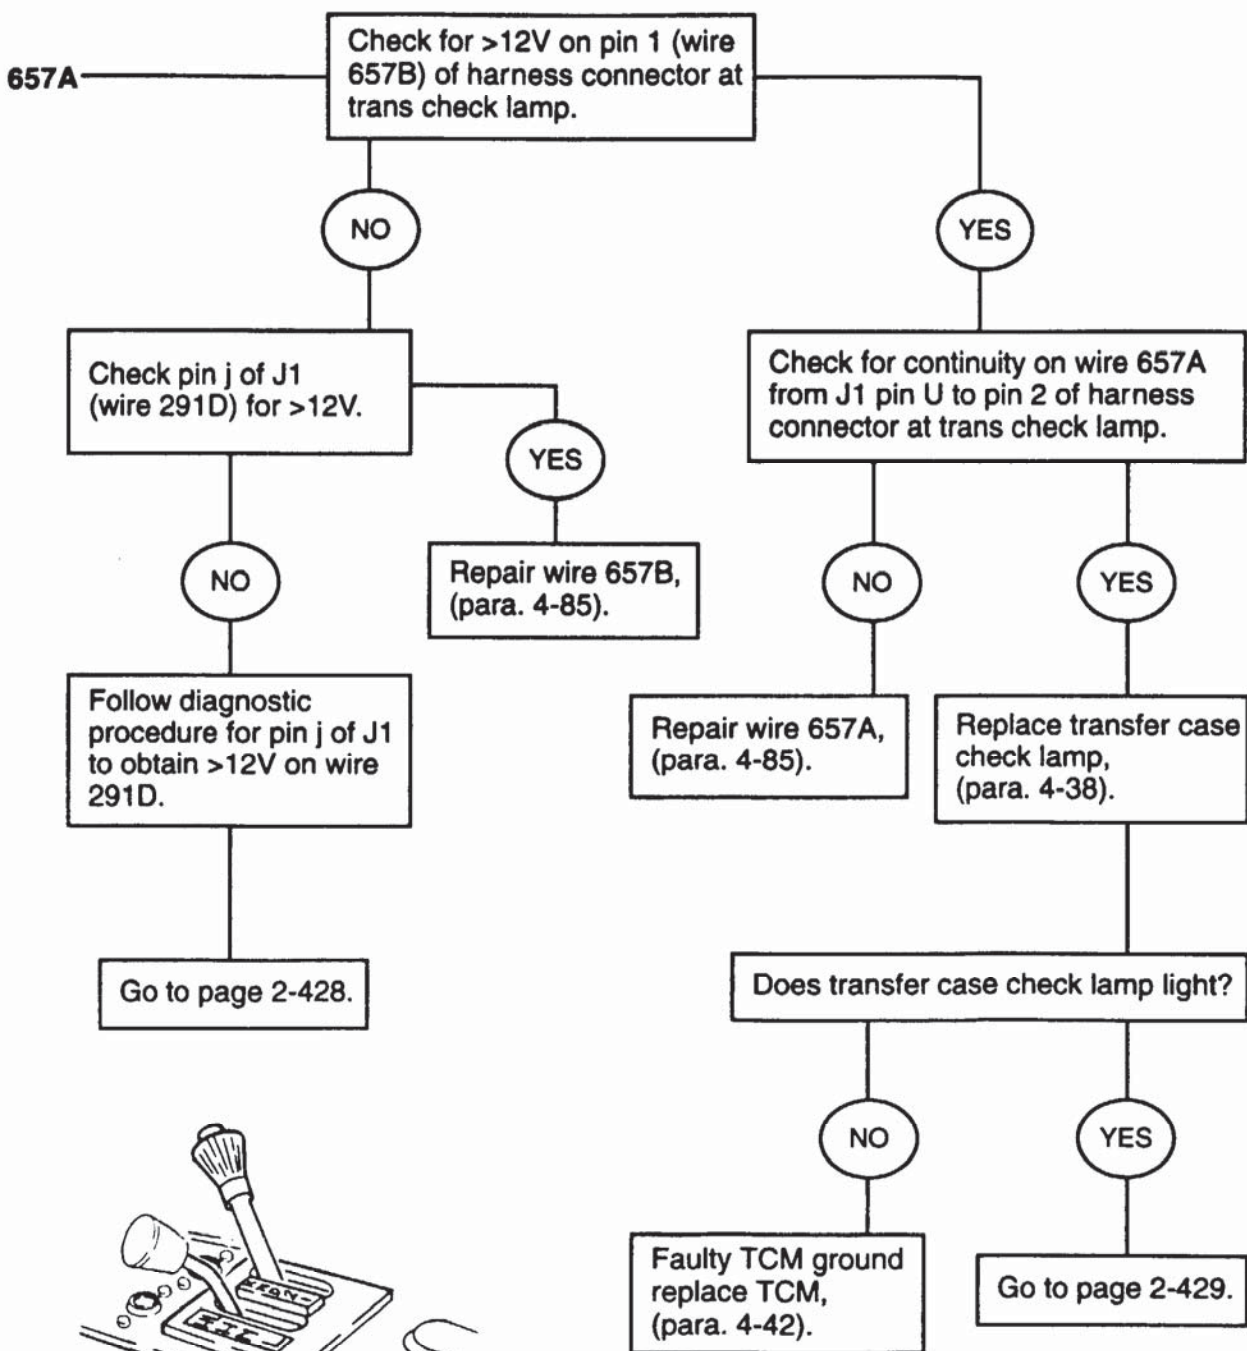 657A
Check for >12V on pin 1 (wire
657B) of harness connector at
trans check lamp.
NO
YES
Check pin j of J1
(wire 291D) for >12V.
Check for continuity on wire 657A
from J1 pin U to pin 2 of harness
connector at trans check lamp.
YES
NO
Repair wire 657B,
(para. 4-85).
NO
YES
Follow diagnostic
procedure for pin j of J1
to obtain >12V on wire
291D.
Repair wire 657A,
(para. 4-85).
Replace transfer case
check lamp,
(para. 4-38).
Go to page 2-428.
Does transfer case check lamp light?
NO
YES
Faulty TCM ground
replace TCM,
(para. 4-42).
Go to page 2-429.